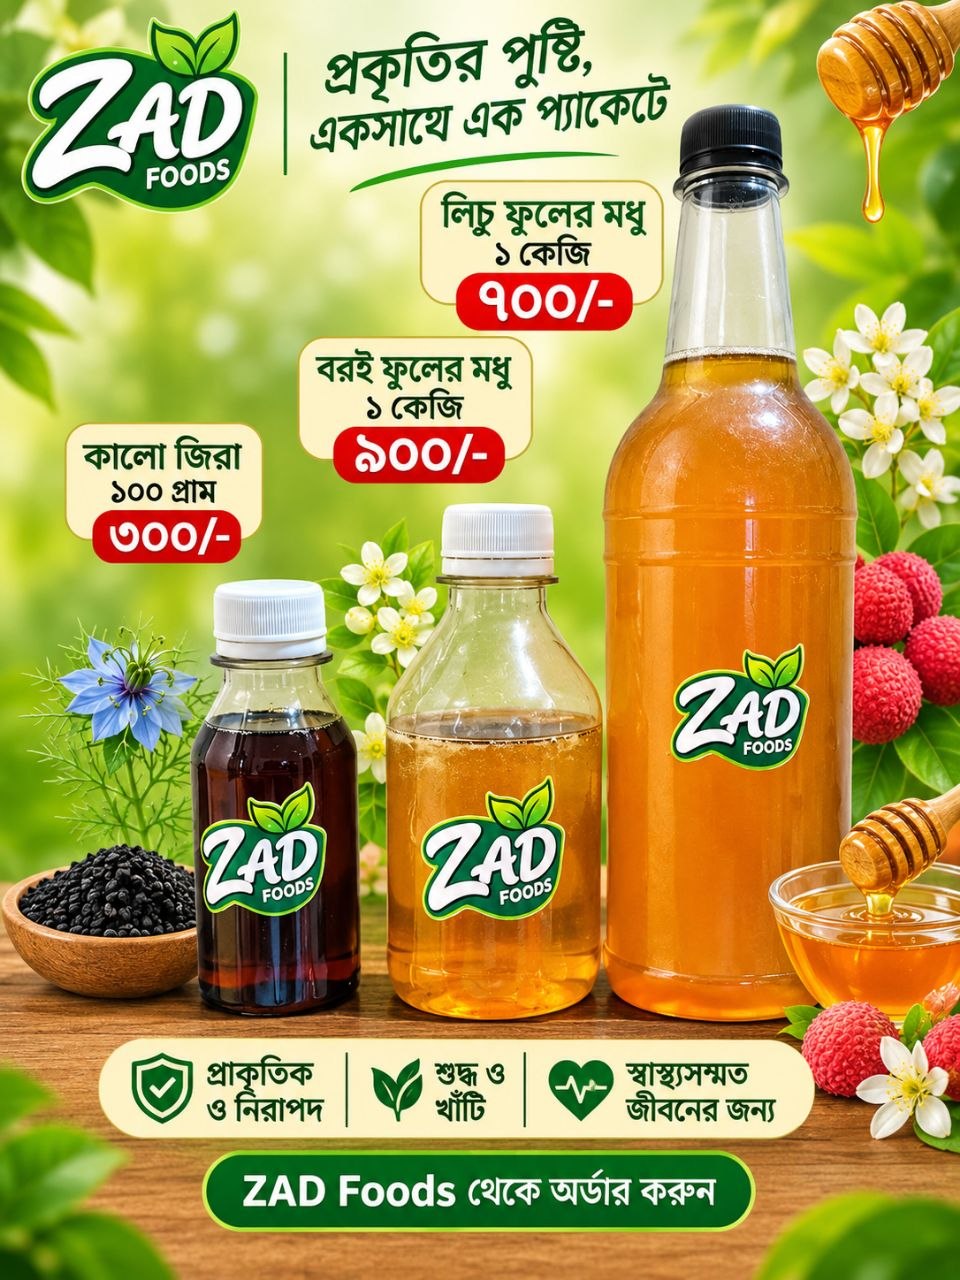 ZAD
FOODS
প্রকৃতির পুষ্টি,
একসাথে এক প্যাকেটে
লিচু ফুলের মধু
১ কেজি
৭০০/-
বরই ফুলের মধু
১ কেজি
৯০০/-
কালো জিরা
১০০ গ্রাম
৩০০/-
ZAD
FOODS
ZAD
FOODS
ZAD
FOODS
প্রাকৃতিক
ও নিরাপদ
শুদ্ধ ও
খাঁটি
স্বাস্থ্যসম্মত
জীবনের জন্য
ZAD Foods থেকে অর্ডার করুন